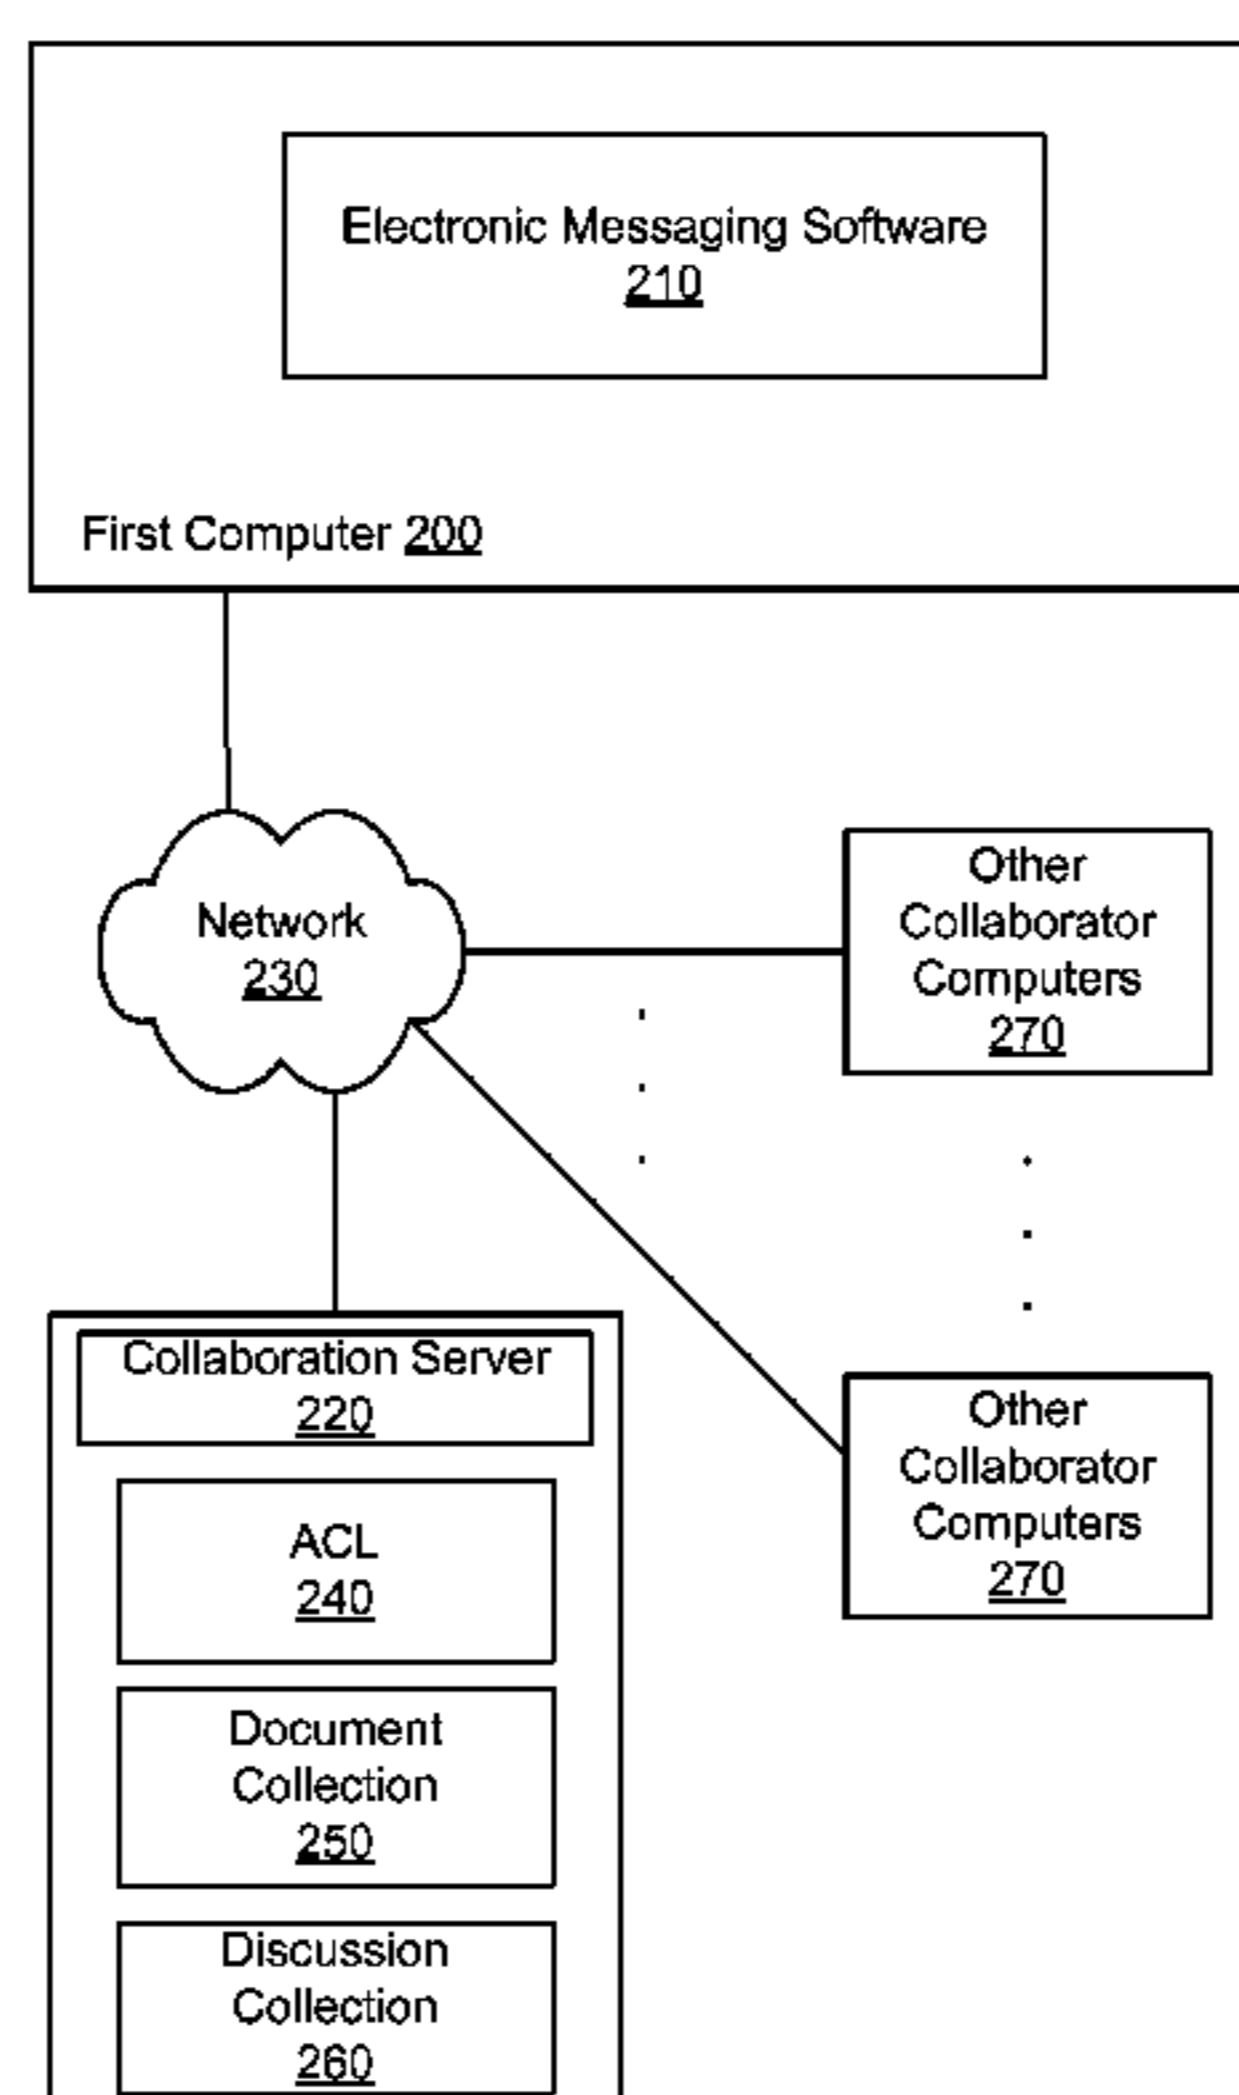 Electronic Messaging Software
210
First Computer 200
Network
230
Other
Collaborator
Computers
270
Other
Collaborator
Computers
270
Collaboration Server
220
ACL
240
Document
Collection
250
Discussion
Collection
260